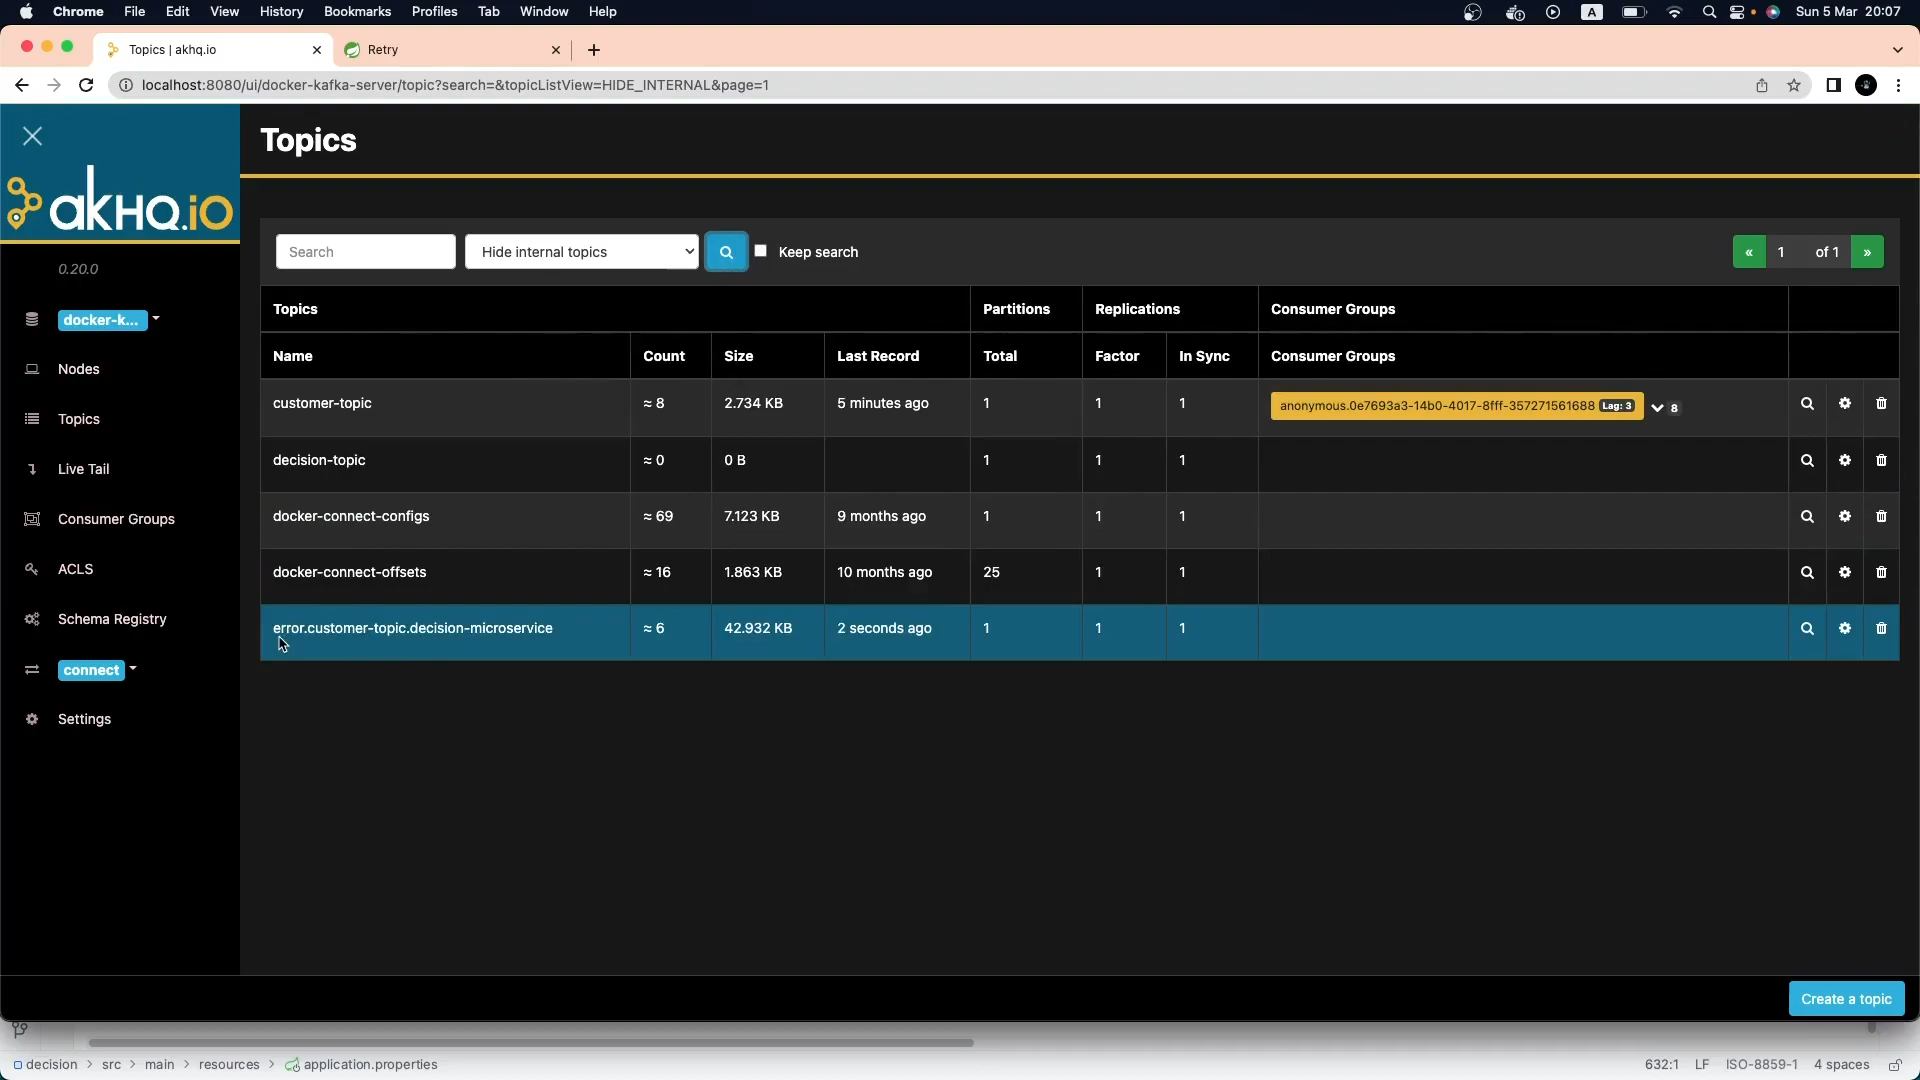 Chrome File Edit View History Bookmarks Profiles Tab Window Help
A
Sun 5 Mar 20:07
Topics | akhq.io
Retry
localhost:8080/ui/docker-kafka-server/topic?search=&topicListView=HIDE_INTERNAL&page=1
akHQ.io
0.20.0
docker-k...
Nodes
Topics
Live Tail
Consumer Groups
ACLS
Schema Registry
connect
Settings
Topics
Search Hide internal topics Keep search « 1 of 1 »
Topics Partitions Replications Consumer Groups
Name Count Size Last Record Total Factor In Sync Consumer Groups
customer-topic ≈ 8 2.734 KB 5 minutes ago 1 1 1 anonymous.0e7693a3-14b0-4017-8fff-357271561688 Lag: 3 8
decision-topic ≈ 0 0 B 1 1 1
docker-connect-configs ≈ 69 7.123 KB 9 months ago 1 1 1
docker-connect-offsets ≈ 16 1.863 KB 10 months ago 25 1 1
error.customer-topic.decision-microservice ≈ 6 42.932 KB 2 seconds ago 1 1 1
Create a topic
decision > src > main > resources > application.properties 632:1 LF ISO-8859-1 4 spaces